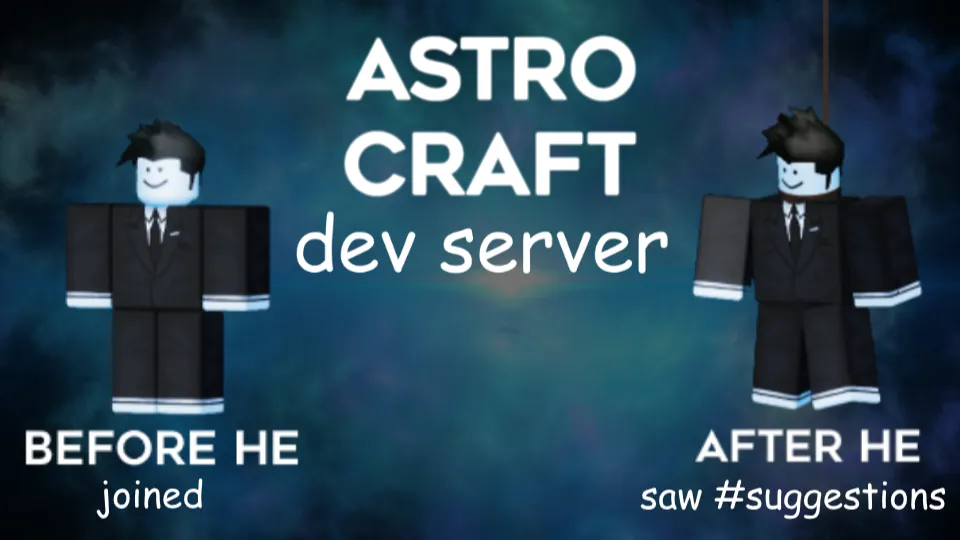 ASTRO
CRAFT
dev server
BEFORE HE
joined
AFTER HE
saw #suggestions